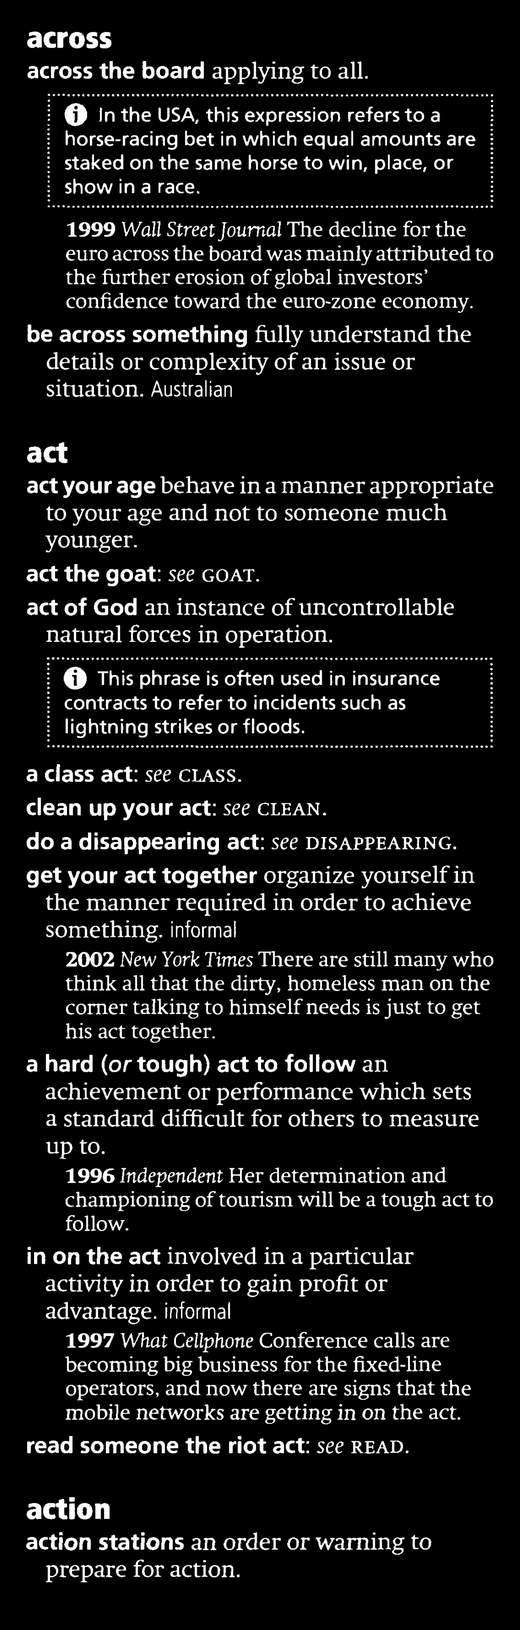 across
across the board applying to all.
i In the USA, this expression refers to a
horse-racing bet in which equal amounts are
staked on the same horse to win, place, or
show in a race.
1999 Wall Street Journal The decline for the
euro across the board was mainly attributed to
the further erosion of global investors'
confidence toward the euro-zone economy.
be across something fully understand the
details or complexity of an issue or
situation. Australian
act
act your age behave in a manner appropriate
to your age and not to someone much
younger.
act the goat: see GOAT.
act of God an instance of uncontrollable
natural forces in operation.
i This phrase is often used in insurance
contracts to refer to incidents such as
lightning strikes or floods.
a class act: see CLASS.
clean up your act: see CLEAN.
do a disappearing act: see DISAPPEARING.
get your act together organize yourself in
the manner required in order to achieve
something. informal
2002 New York Times There are still many who
think all that the dirty, homeless man on the
corner talking to himself needs is just to get
his act together.
a hard (or tough) act to follow an
achievement or performance which sets
a standard difficult for others to measure
up to.
1996 Independent Her determination and
championing of tourism will be a tough act to
follow.
in on the act involved in a particular
activity in order to gain profit or
advantage. informal
1997 What Cellphone Conference calls are
becoming big business for the fixed-line
operators, and now there are signs that the
mobile networks are getting in on the act.
read someone the riot act: see READ.
action
action stations an order or warning to
prepare for action.